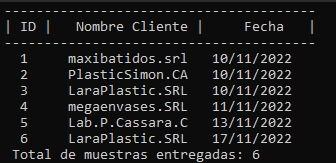 | ID |   Nombre Cliente |     Fecha   |
1     maxibatidos.srl   10/11/2022
2     PlasticSimon.CA   10/11/2022
3     LaraPlastic.SRL   10/11/2022
4     megaenvases.SRL   11/11/2022
5     Lab.P.Cassara.C   13/11/2022
6     LaraPlastic.SRL   17/11/2022
Total de muestras entregadas: 6